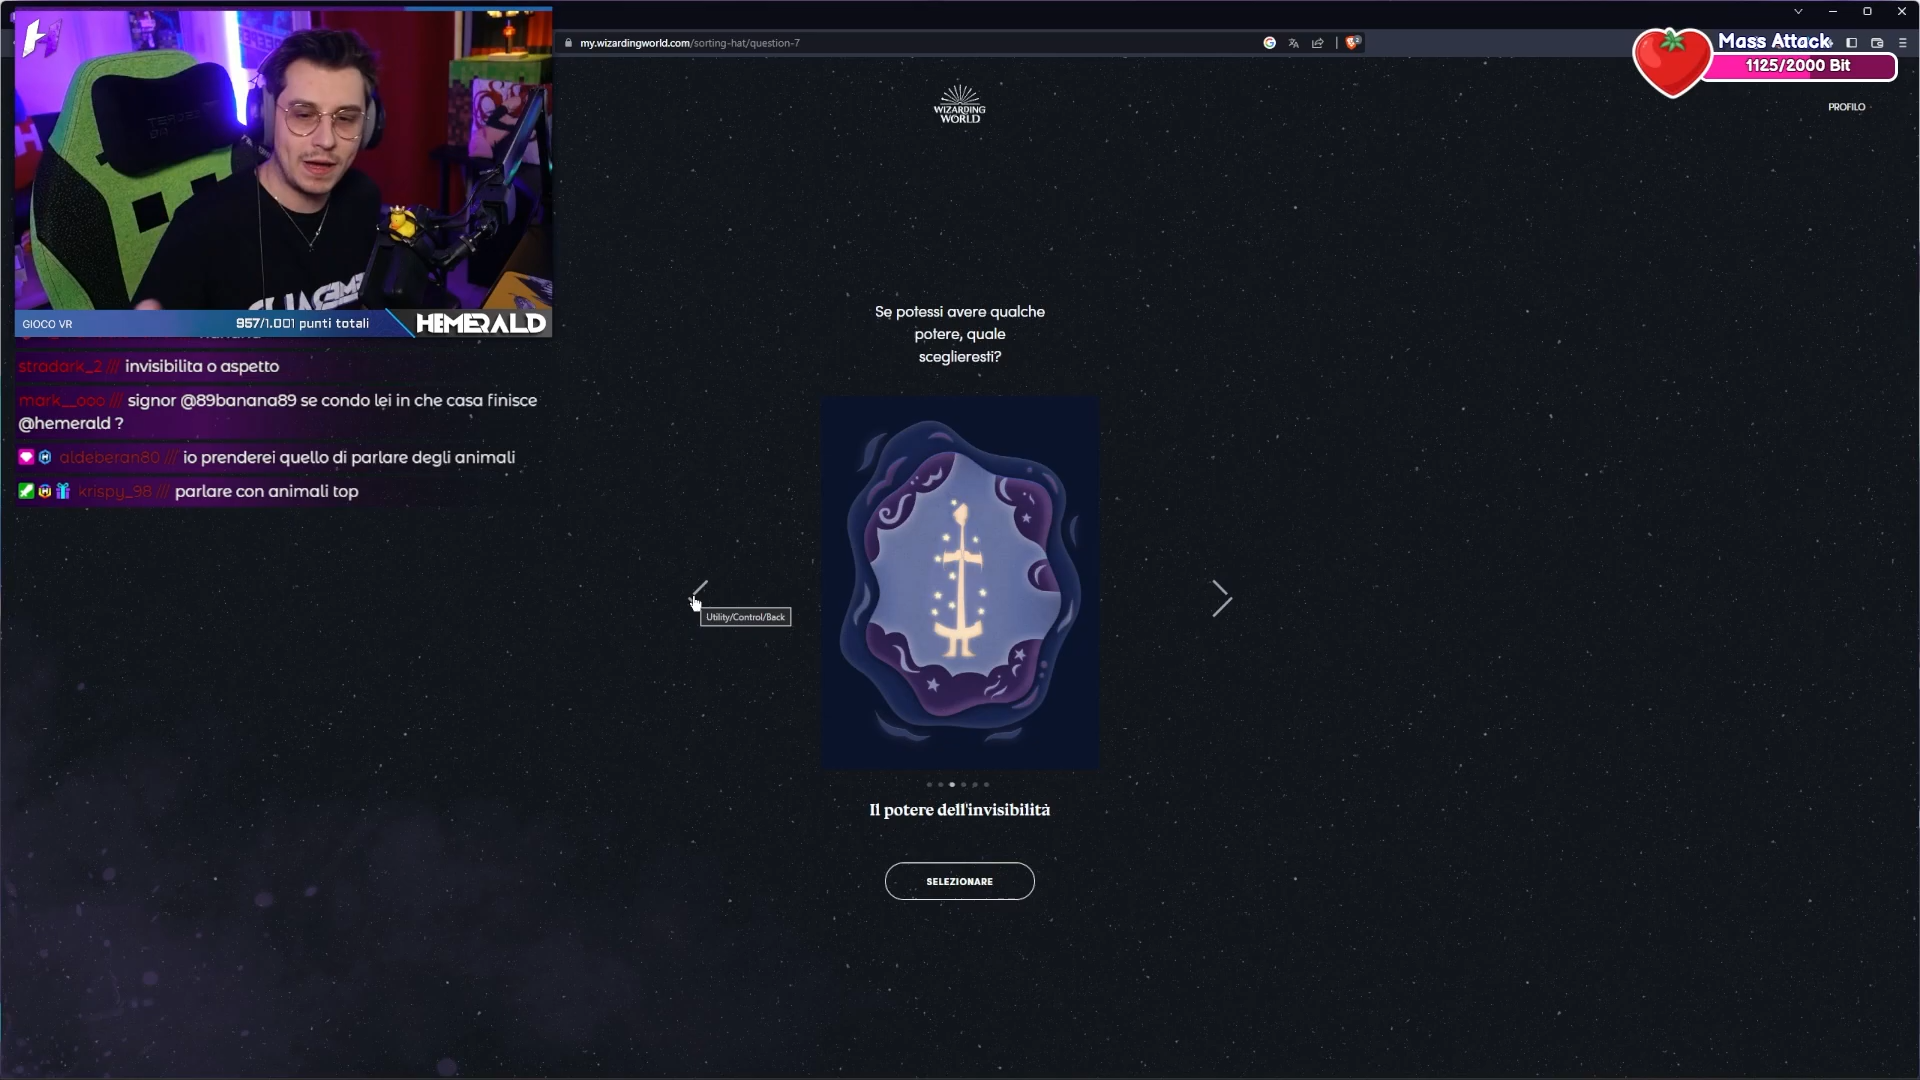 my.wizardingworld.com/sorting-hat/question-7
Mass Attack
1125/2000 Bit
WIZARDING
WORLD
PROFILO
GIOCO VR
957/1.001 punti totali
HEMERALD
stradark_2 /// invisibilita o aspetto
mark__ooo /// signor @89banana89 se condo lei in che casa finisce
@hemerald ?
aldeberan80 /// io prenderei quello di parlare degli animali
krispy_98 /// parlare con animali top
Se potessi avere qualche
potere, quale
sceglieresti?
Utility/Control/Back
Il potere dell'invisibilità
SELEZIONARE